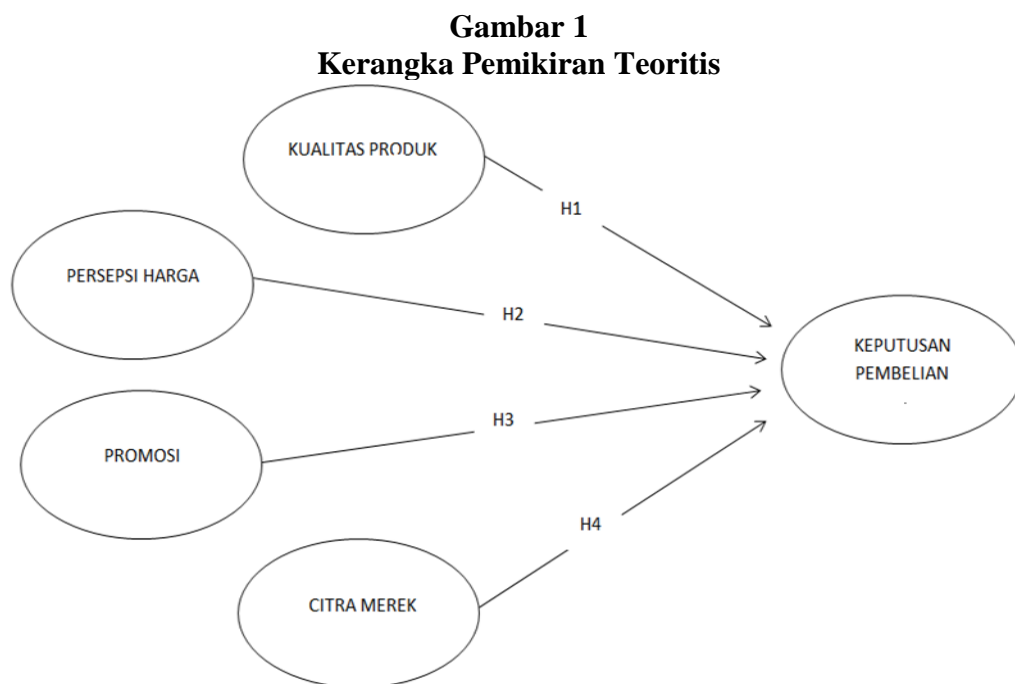 Gambar 1
Kerangka Pemikiran Teoritis
KUALITAS PRODUK
H1
PERSEPSI HARGA
H2
KEPUTUSAN
PEMBELIAN
.
H3
PROMOSI
H4
CITRA MEREK